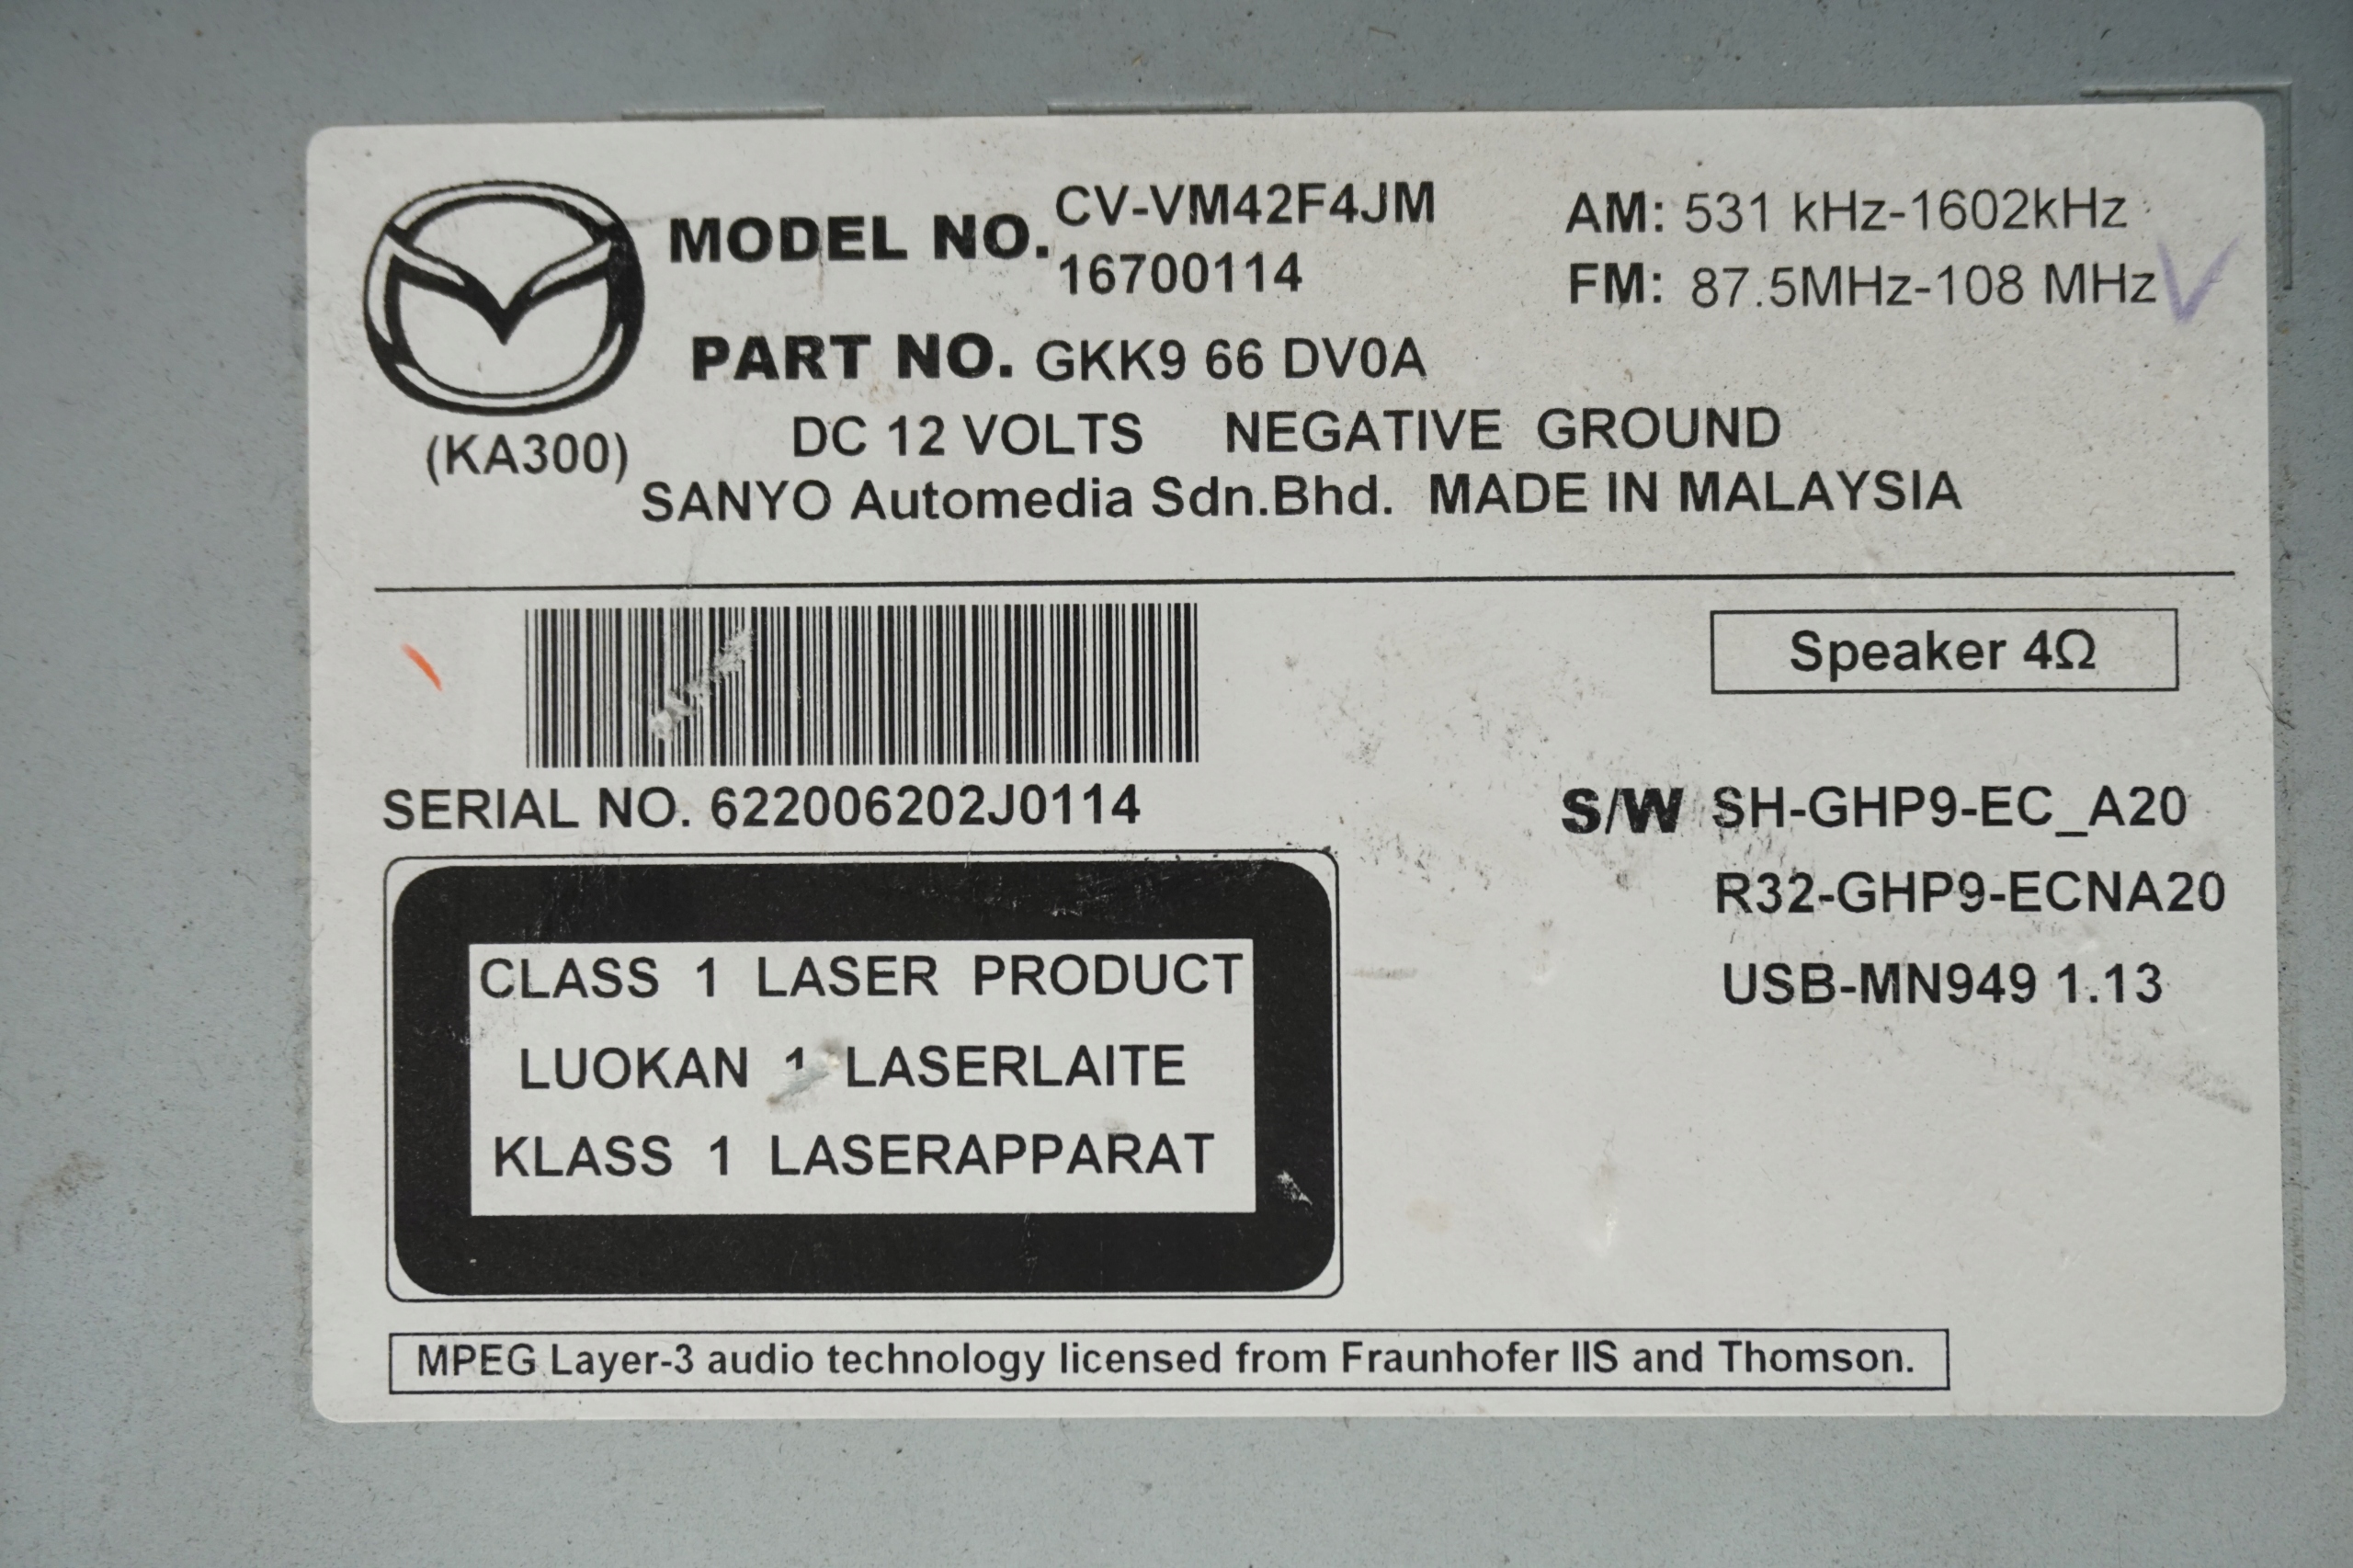 MODEL NO. CV-VM42F4JM
16700114
AM: 531 kHz-1602kHz
FM: 87.5MHz-108 MHz
PART NO. GKK9 66 DV0A
(KA300)
DC 12 VOLTS NEGATIVE GROUND
SANYO Automedia Sdn.Bhd. MADE IN MALAYSIA
Speaker 4Ω
SERIAL NO. 622006202J0114
S/W SH-GHP9-EC_A20
R32-GHP9-ECNA20
USB-MN949 1.13
CLASS 1 LASER PRODUCT
LUOKAN 1 LASERLAITE
KLASS 1 LASERAPPARAT
MPEG Layer-3 audio technology licensed from Fraunhofer IIS and Thomson.